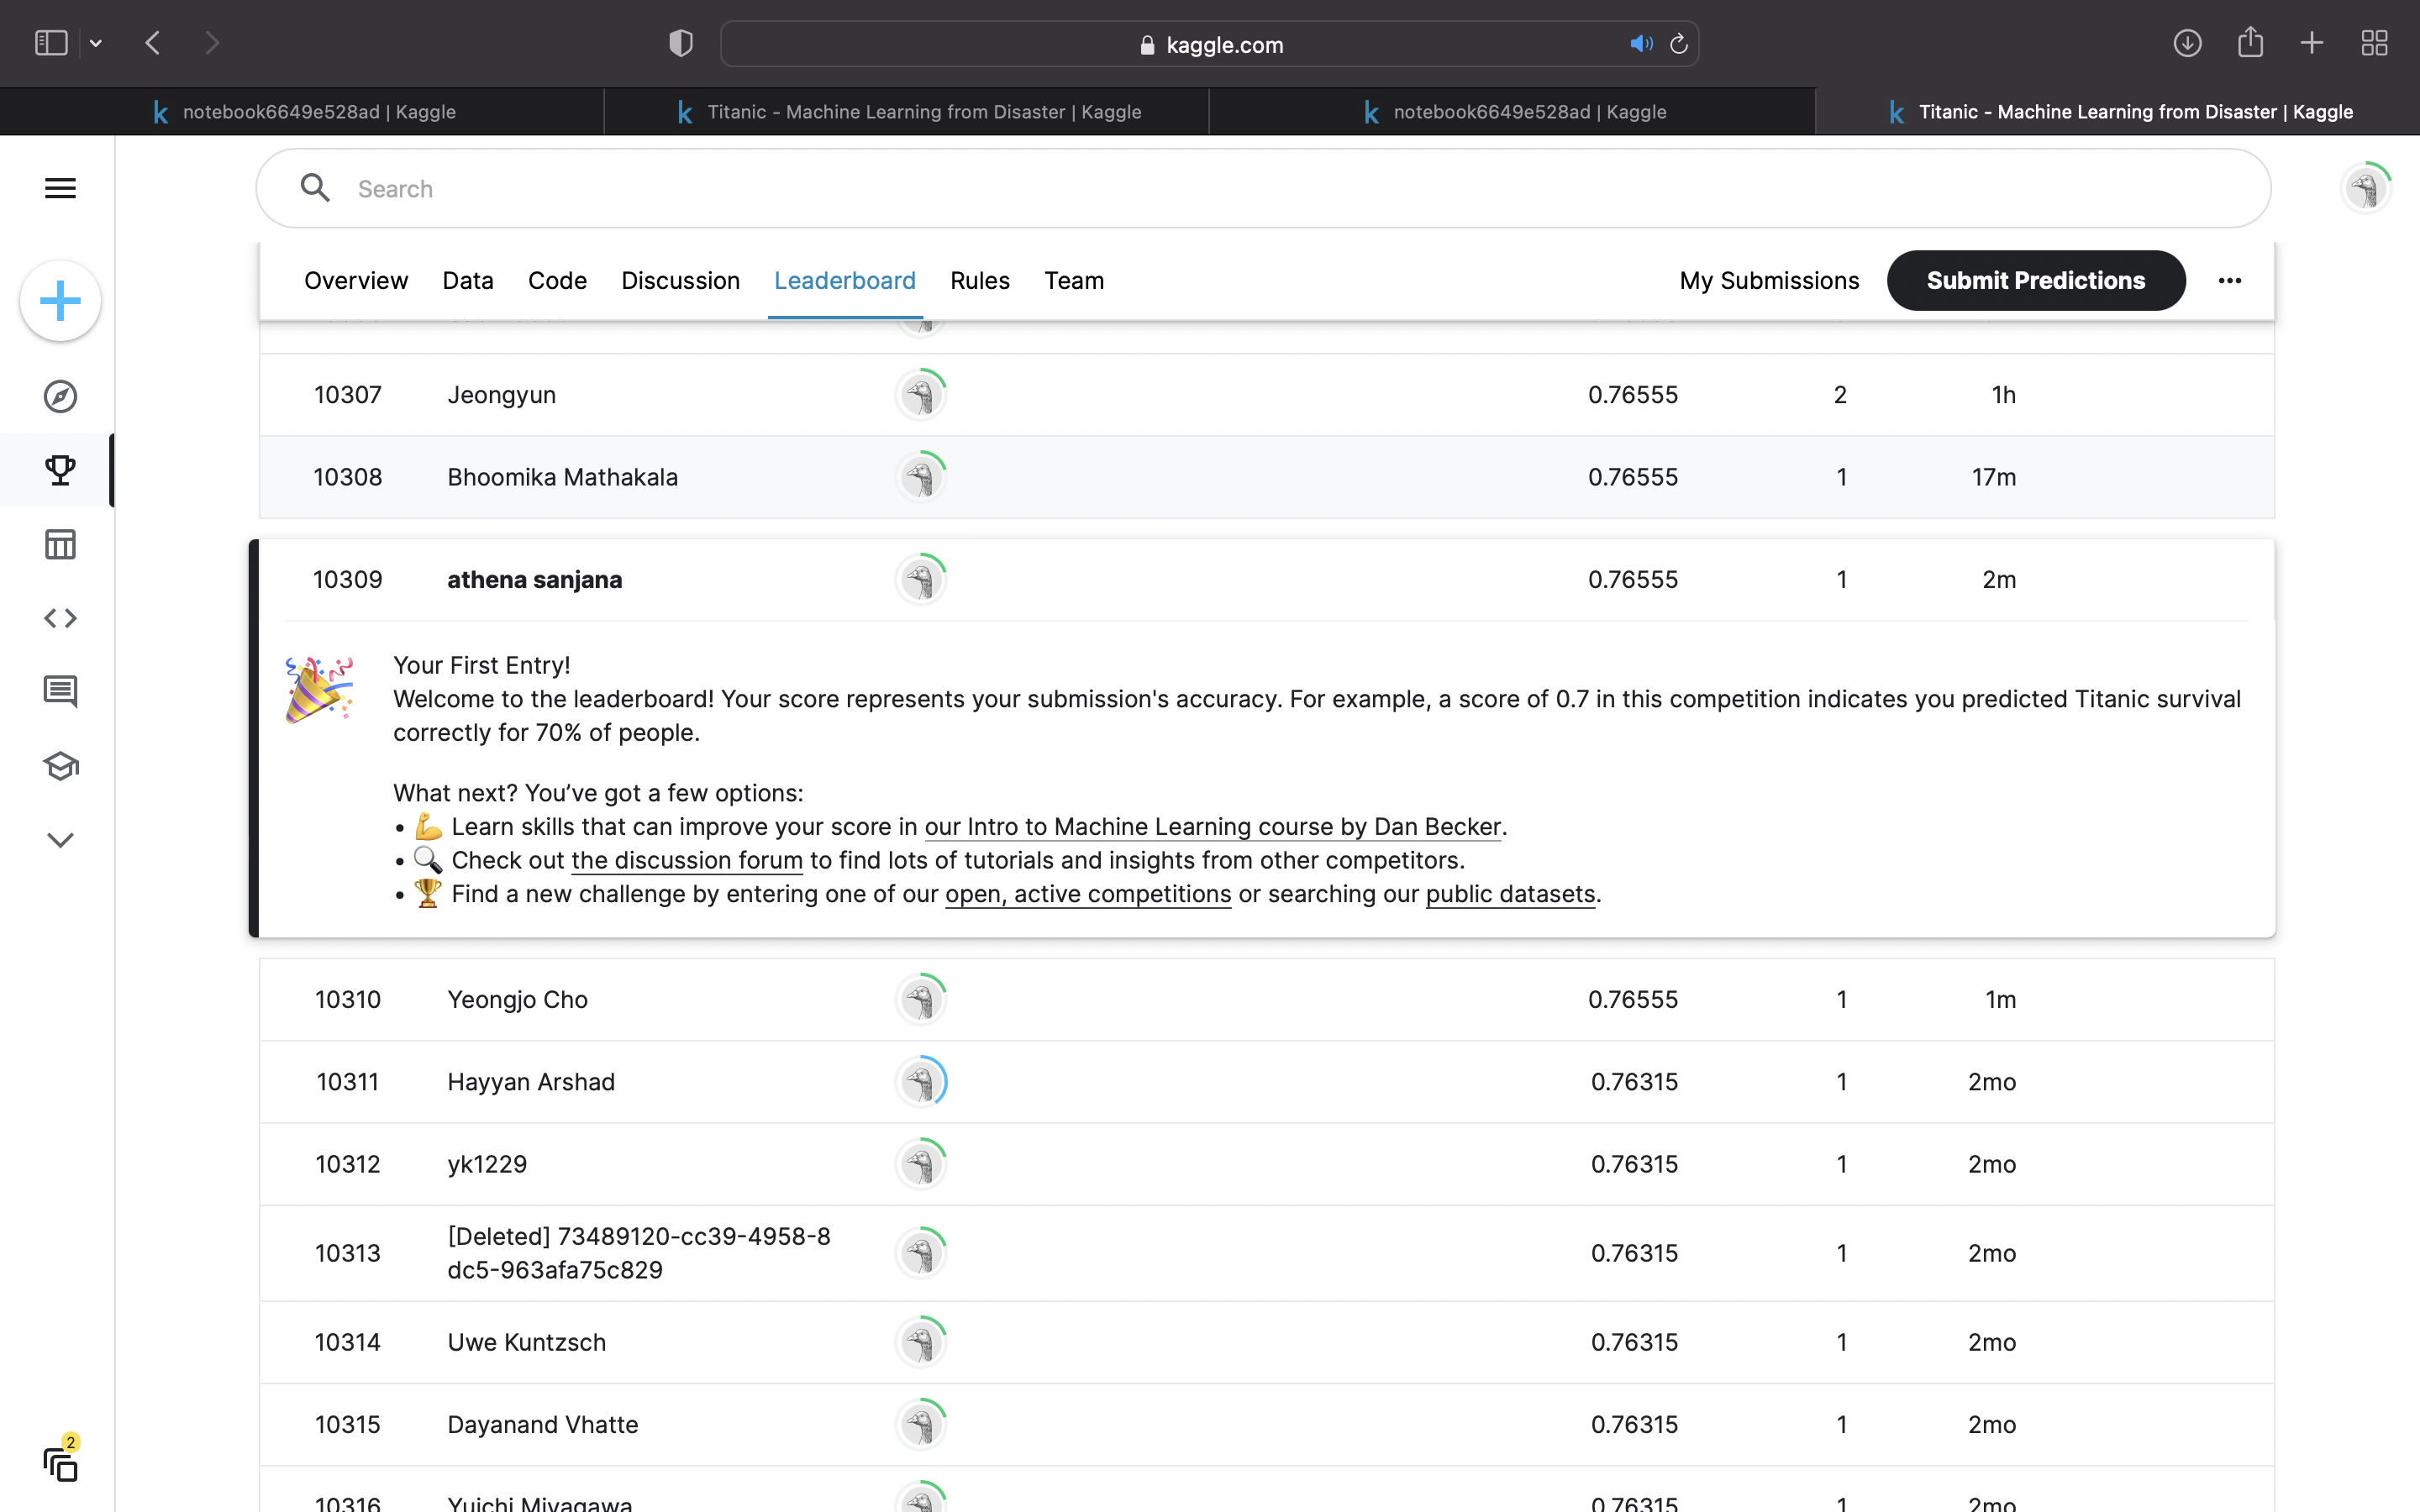 kaggle.com
notebook6649e528ad | Kaggle
Titanic - Machine Learning from Disaster | Kaggle
notebook6649e528ad | Kaggle
Titanic - Machine Learning from Disaster | Kaggle
Search
Overview Data Code Discussion Leaderboard Rules Team My Submissions Submit Predictions
10307 Jeongyun 0.76555 2 1h
10308 Bhoomika Mathakala 0.76555 1 17m
10309 athena sanjana 0.76555 1 2m
Your First Entry!
Welcome to the leaderboard! Your score represents your submission's accuracy. For example, a score of 0.7 in this competition indicates you predicted Titanic survival
correctly for 70% of people.
What next? You’ve got a few options:
• 💪 Learn skills that can improve your score in our Intro to Machine Learning course by Dan Becker.
• 🔍 Check out the discussion forum to find lots of tutorials and insights from other competitors.
• 🏆 Find a new challenge by entering one of our open, active competitions or searching our public datasets.
10310 Yeongjo Cho 0.76555 1 1m
10311 Hayyan Arshad 0.76315 1 2mo
10312 yk1229 0.76315 1 2mo
[Deleted] 73489120-cc39-4958-8
10313 0.76315 1 2mo
dc5-963afa75c829
10314 Uwe Kuntzsch 0.76315 1 2mo
10315 Dayanand Vhatte 0.76315 1 2mo
10316 Yuichi Miyagawa 0.76315 1 2mo
2